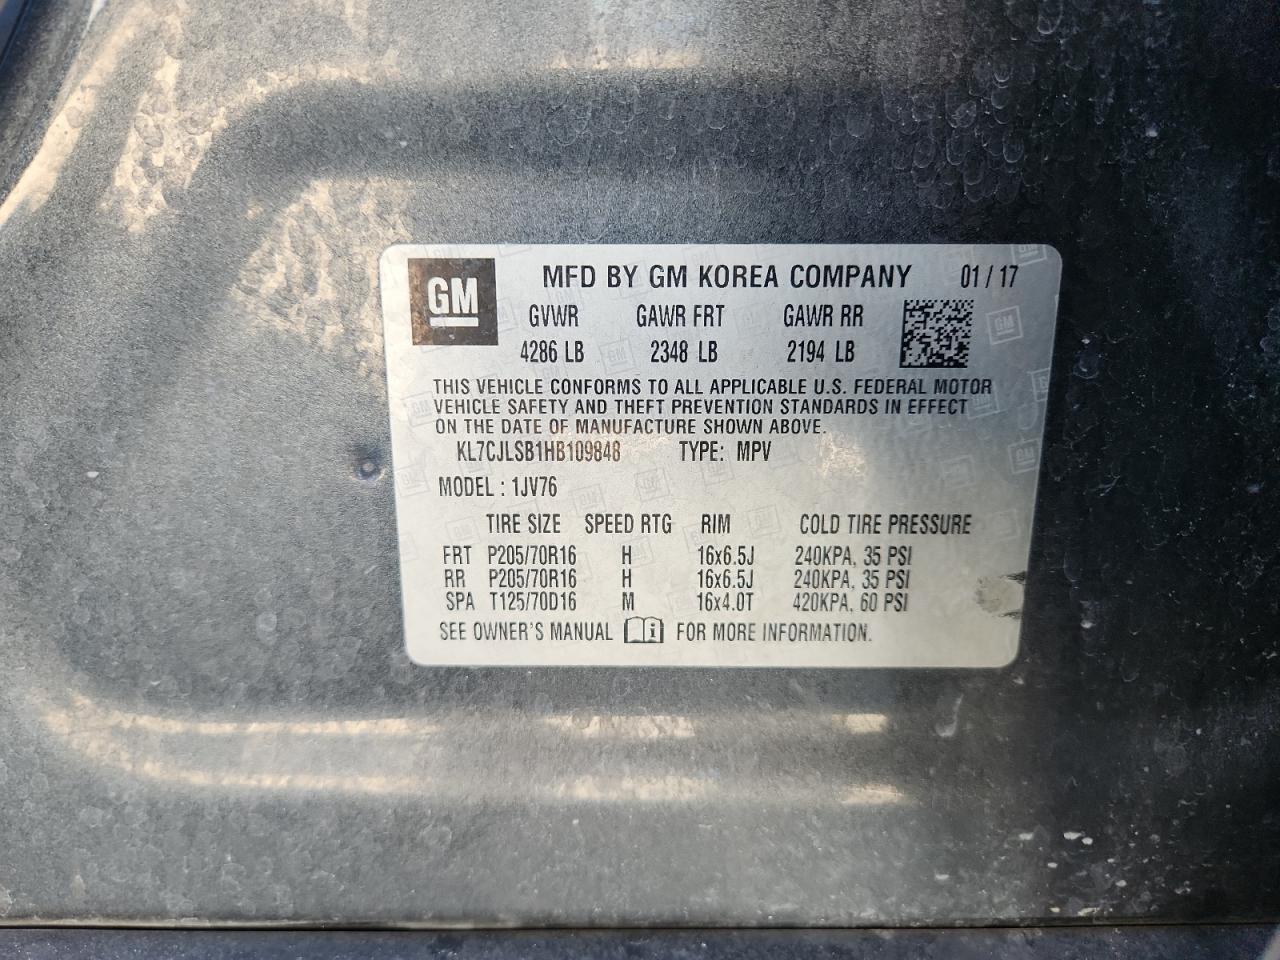 GM
MFD BY GM KOREA COMPANY 01/17
GVWR GAWR FRT GAWR RR
4286 LB 2348 LB 2194 LB
THIS VEHICLE CONFORMS TO ALL APPLICABLE U.S. FEDERAL MOTOR
VEHICLE SAFETY AND THEFT PREVENTION STANDARDS IN EFFECT
ON THE DATE OF MANUFACTURE SHOWN ABOVE.
KL7CJLSB1HB109848 TYPE: MPV
MODEL : 1JV76
TIRE SIZE SPEED RTG RIM COLD TIRE PRESSURE
FRT P205/70R16 H 16x6.5J 240KPA, 35 PSI
RR P205/70R16 H 16x6.5J 240KPA, 35 PSI
SPA T125/70D16 M 16x4.0T 420KPA, 60 PSI
SEE OWNER'S MANUAL i FOR MORE INFORMATION.